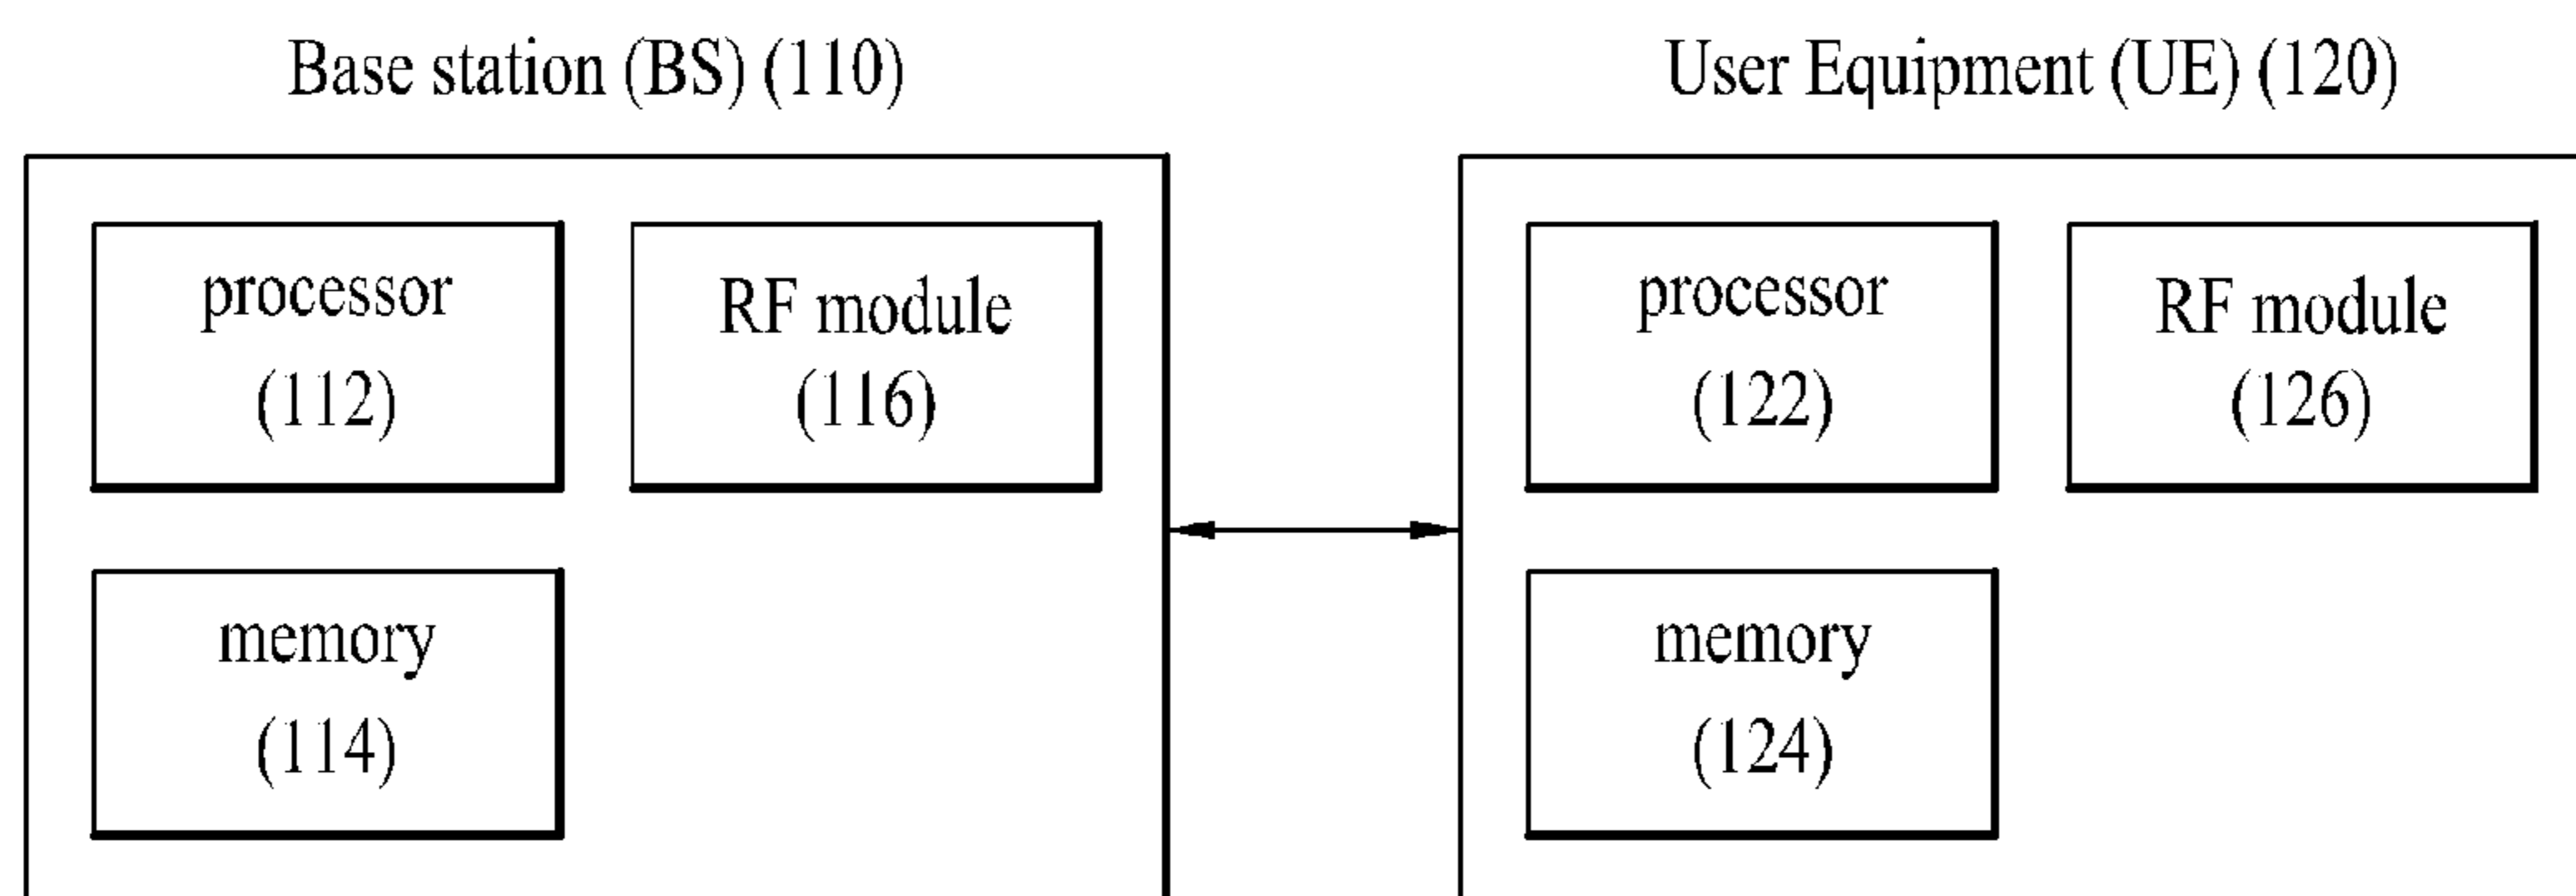 Base station (BS) (110)
User Equipment (UE) (120)
processor
(112)
RF module
(116)
memory
(114)
processor
(122)
RF module
(126)
memory
(124)